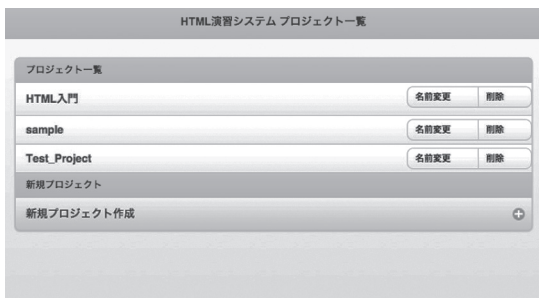 HTML演習システム プロジェクト一覧
プロジェクト一覧
HTML入門 名前変更 削除
sample 名前変更 削除
Test_Project 名前変更 削除
新規プロジェクト
新規プロジェクト作成